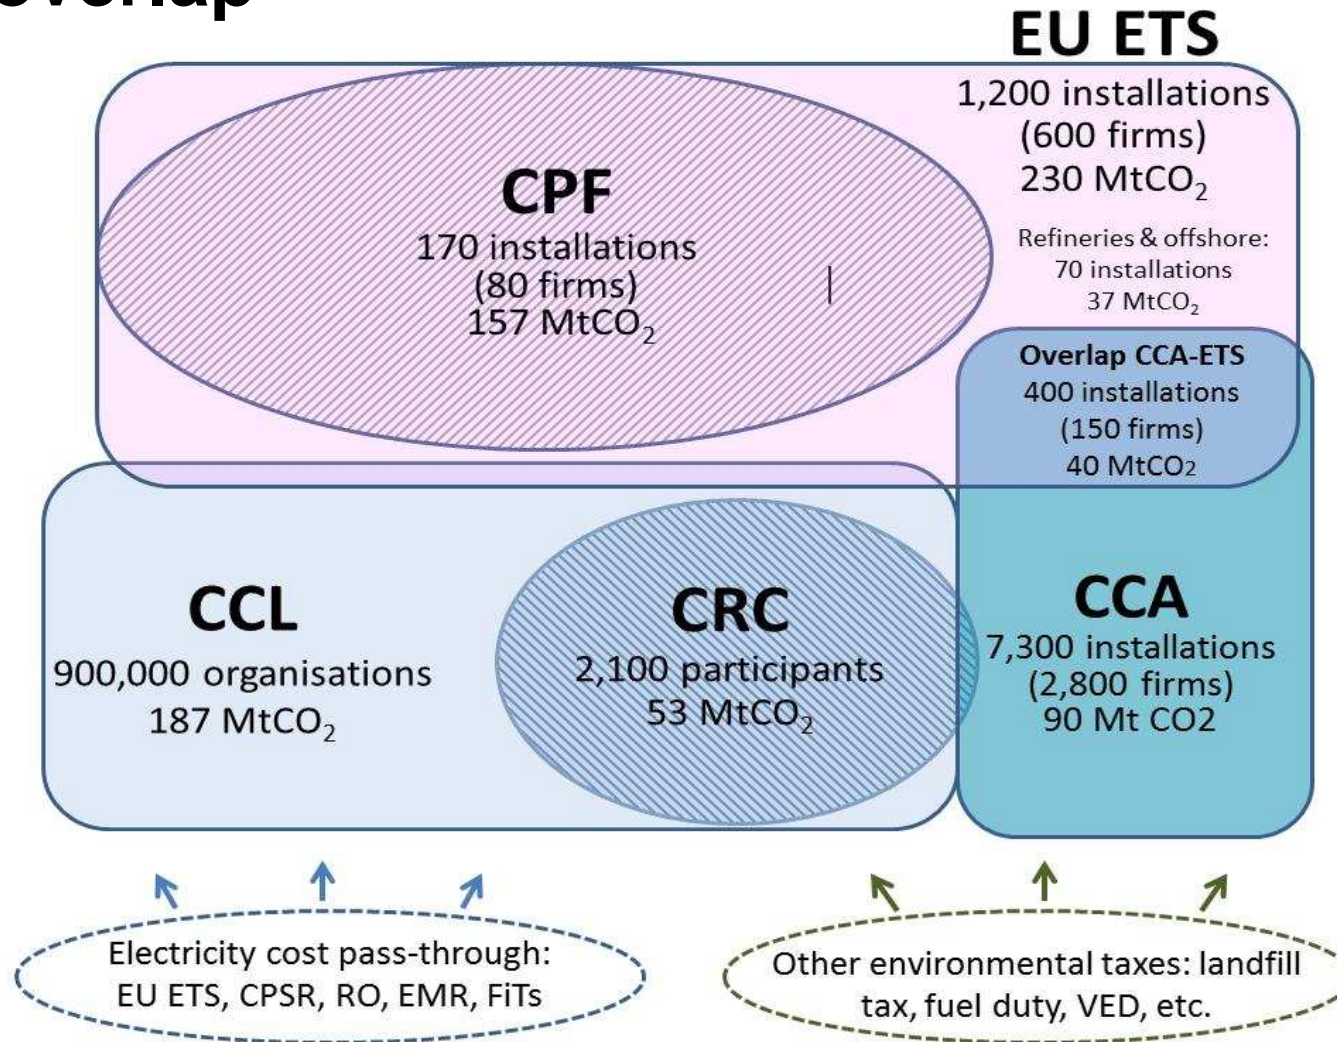 overlap
EU ETS
1,200 installations
(600 firms)
230 MtCO₂
Refineries & offshore:
70 installations
37 MtCO₂
CPF
170 installations
(80 firms)
157 MtCO₂
|
Overlap CCA-ETS
400 installations
(150 firms)
40 MtCO2
CCL
900,000 organisations
187 MtCO₂
CRC
2,100 participants
53 MtCO₂
CCA
7,300 installations
(2,800 firms)
90 Mt CO2
Electricity cost pass-through:
EU ETS, CPSR, RO, EMR, FiTs
Other environmental taxes: landfill
tax, fuel duty, VED, etc.